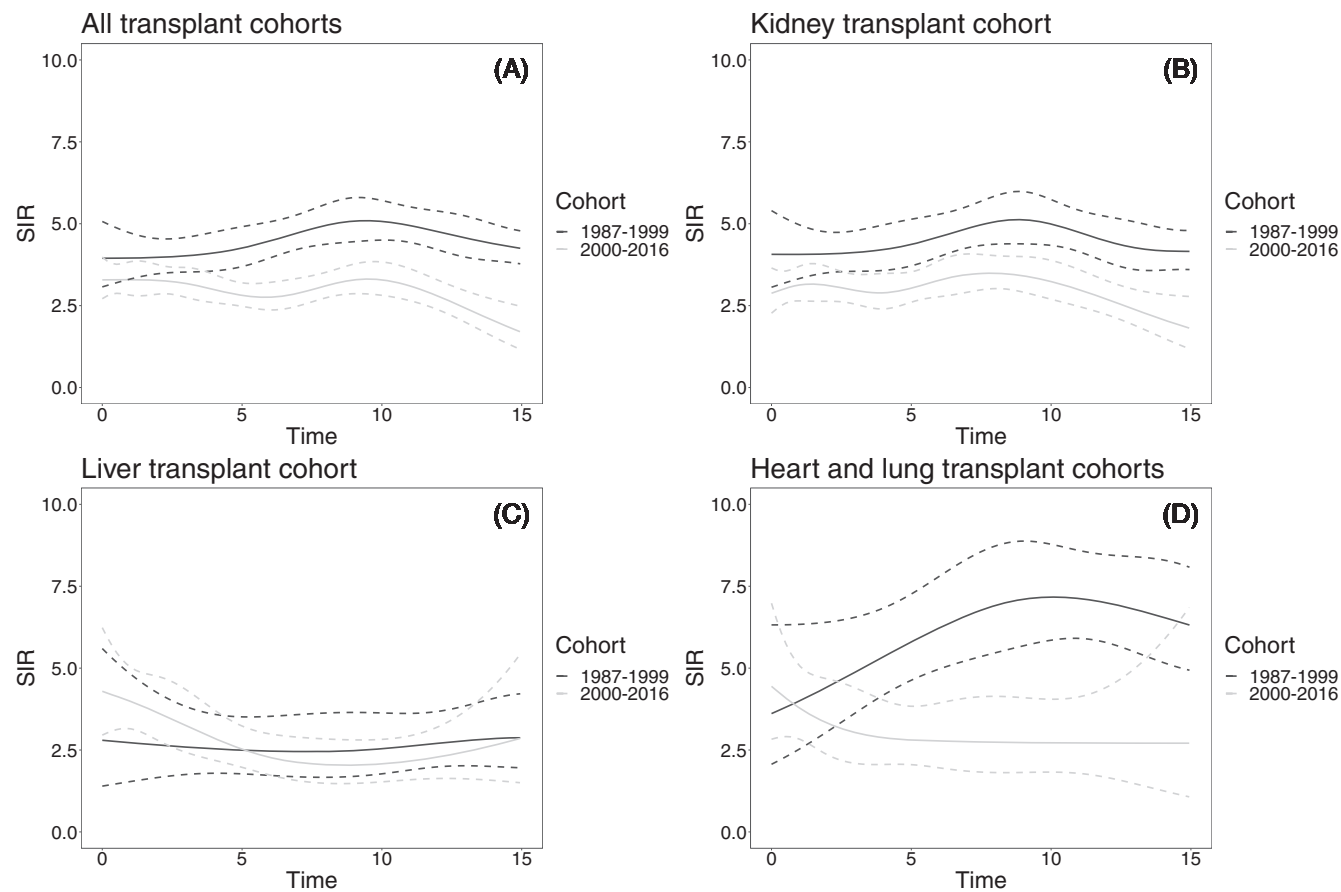 All transplant cohorts
(A)
10.0
7.5
5.0
2.5
0.0
SIR
0 5 10 15
Time
Cohort
1987-1999
2000-2016
Kidney transplant cohort
(B)
10.0
7.5
5.0
2.5
0.0
SIR
0 5 10 15
Time
Cohort
1987-1999
2000-2016
Liver transplant cohort
(C)
10.0
7.5
5.0
2.5
0.0
SIR
0 5 10 15
Time
Cohort
1987-1999
2000-2016
Heart and lung transplant cohorts
(D)
10.0
7.5
5.0
2.5
0.0
SIR
0 5 10 15
Time
Cohort
1987-1999
2000-2016